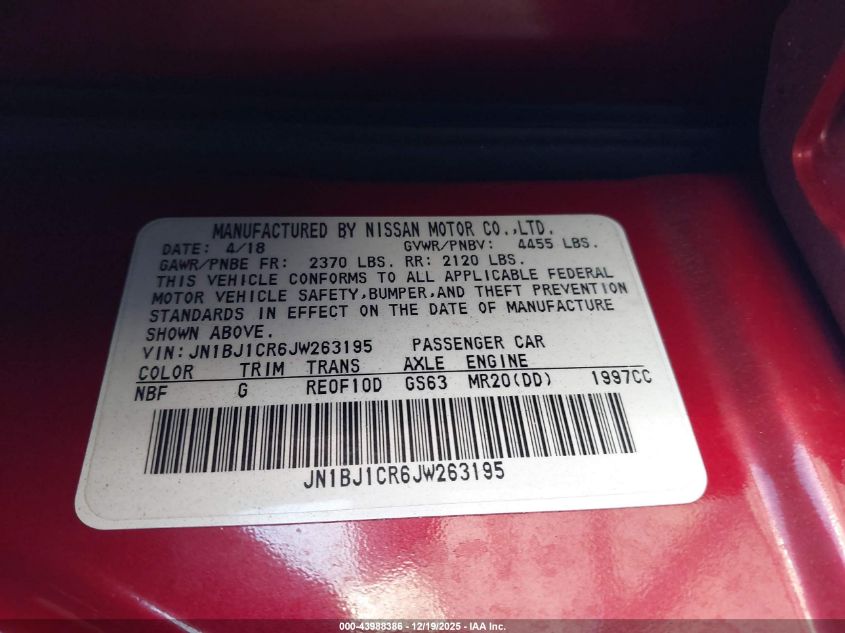 MANUFACTURED BY NISSAN MOTOR CO.,LTD.
DATE: 4/18 GVWR/PNBV: 4455 LBS.
GAWR/PNBE FR: 2370 LBS. RR: 2120 LBS.
THIS VEHICLE CONFORMS TO ALL APPLICABLE FEDERAL
MOTOR VEHICLE SAFETY,BUMPER,AND THEFT PREVENTION
STANDARDS IN EFFECT ON THE DATE OF MANUFACTURE
SHOWN ABOVE.
VIN: JN1BJ1CR6JW263195 PASSENGER CAR
COLOR TRIM TRANS AXLE ENGINE
NBF G RE0F10D GS63 MR20(DD) 1997CC
JN1BJ1CR6JW263195
000-43988386 - 12/19/2025 - IAA Inc.